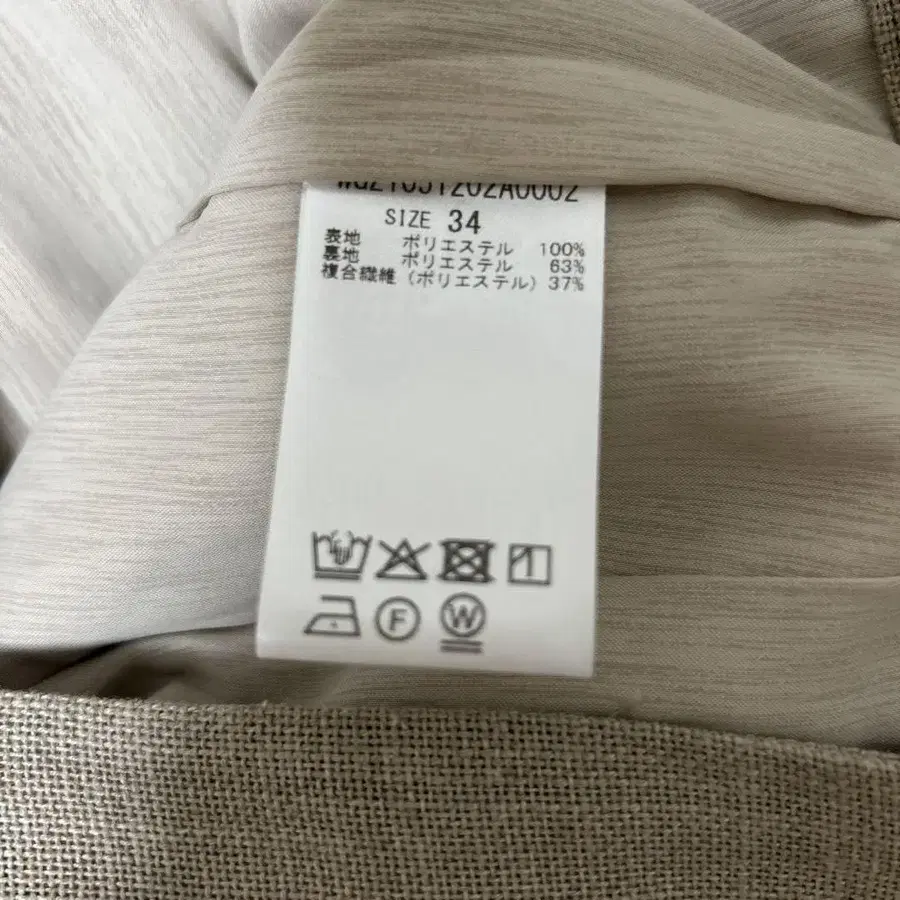 SIZE 34
表地 ポリエステル 100%
裏地 ポリエステル 63%
複合繊維 (ポリエステル) 37%
F
W